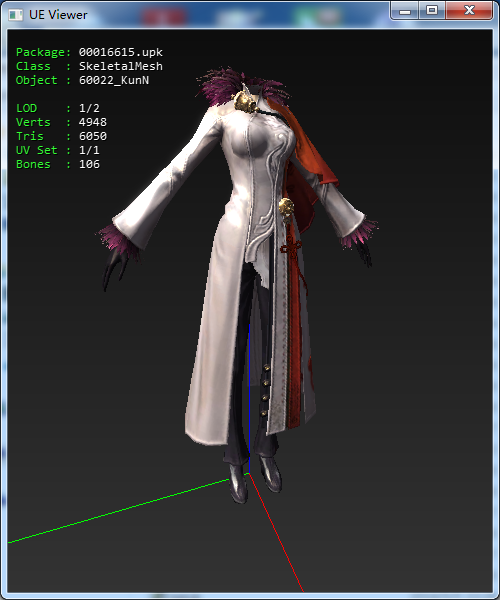 UE Viewer
Package: 00016615.upk
Class : SkeletalMesh
Object : 60022_KunN
LOD : 1/2
Verts : 4948
Tris : 6050
UV Set : 1/1
Bones : 106